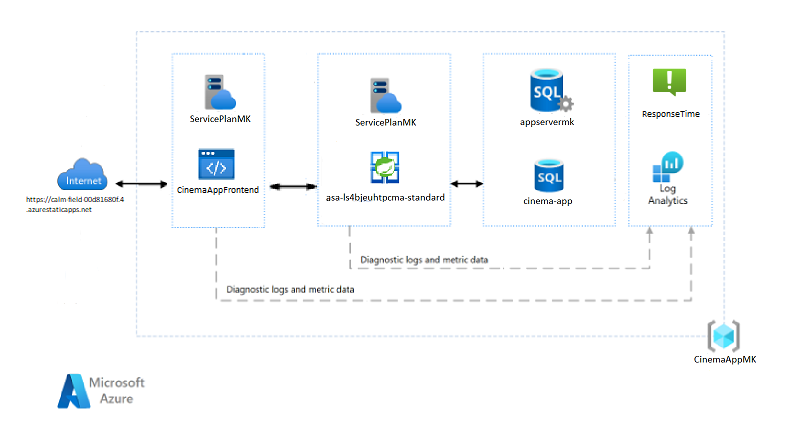 ServicePlanMK
CinemaAppFrontend
ServicePlanMK
asa-ls4bjeuhtpcma-standard
SQL
appservermk
SQL
cinema-app
ResponseTime
Log
Analytics
Internet
https://calm field 00d81680f.4
.azurestaticapps.net
Diagnostic logs and metric data
Diagnostic logs and metric data
CinemaAppMK
Microsoft
Azure